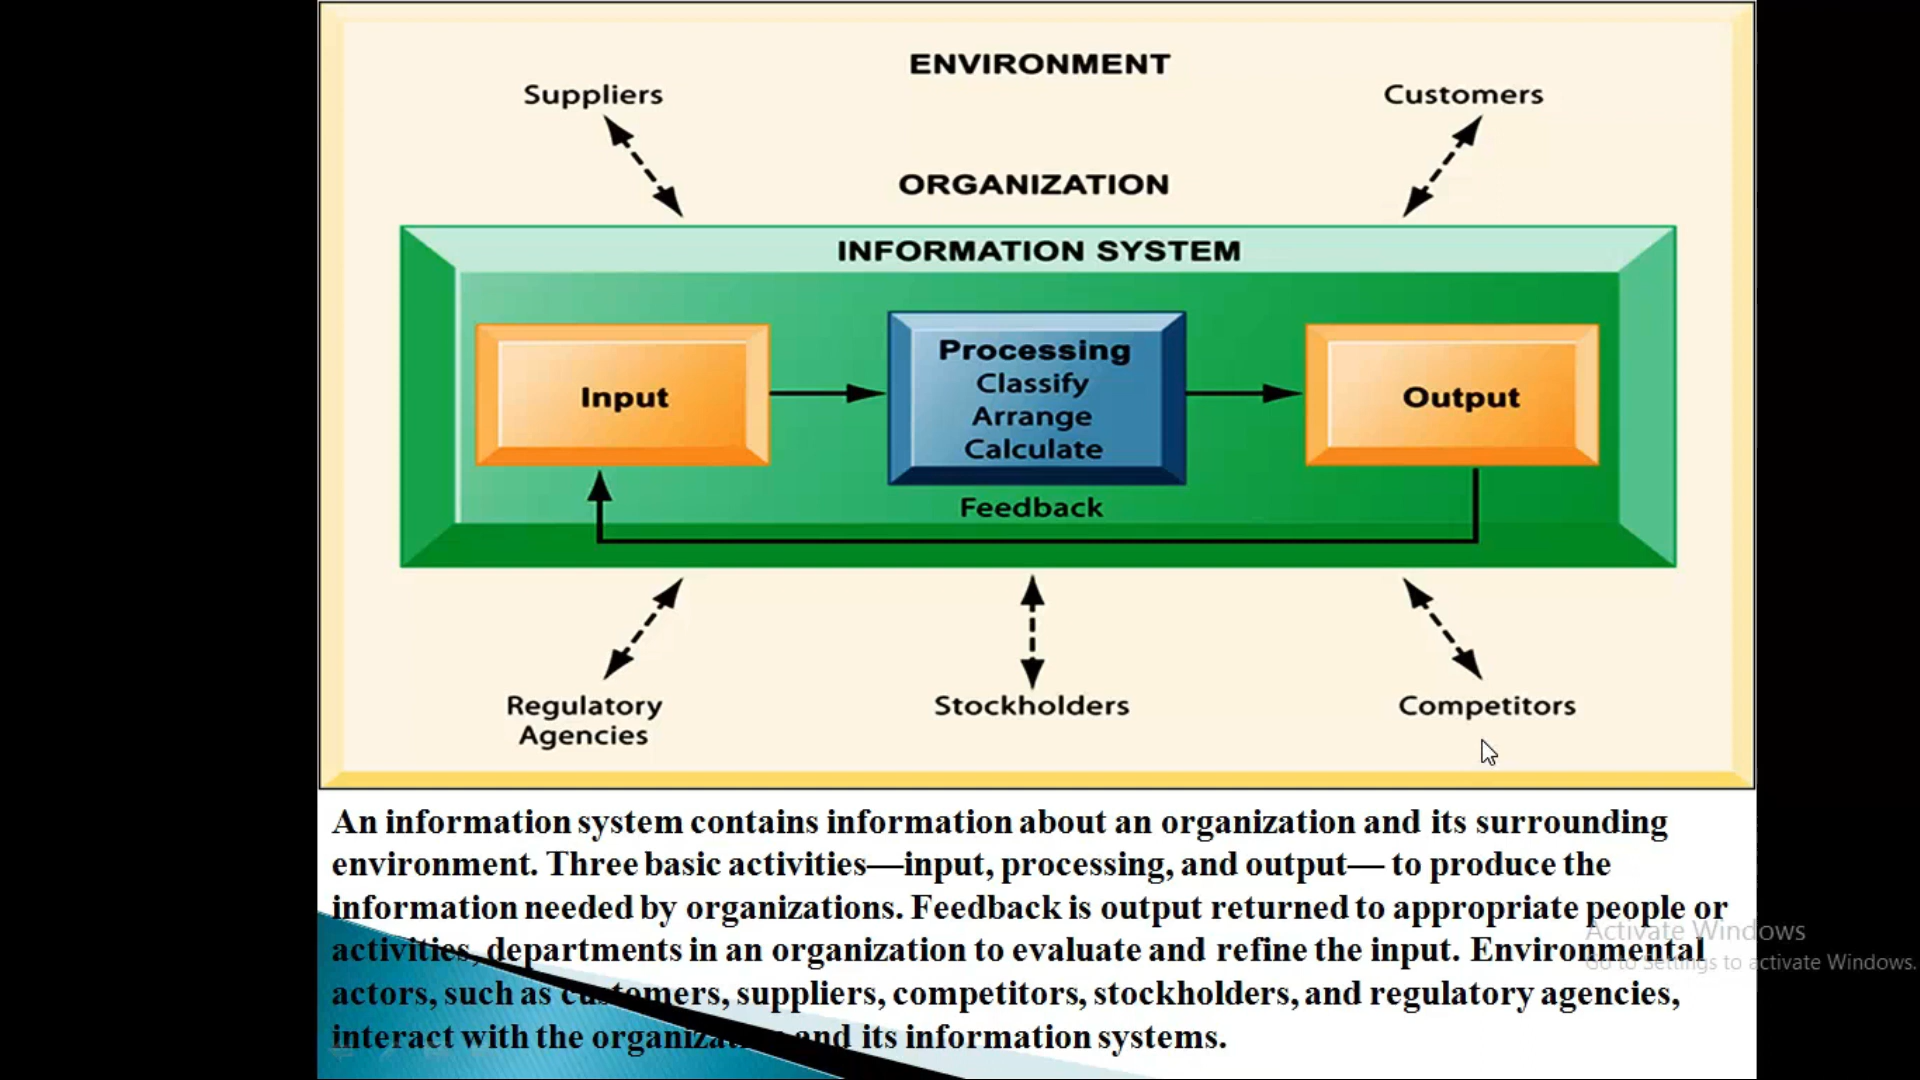 ENVIRONMENT
Suppliers
Customers
ORGANIZATION
INFORMATION SYSTEM
Input
Processing
Classify
Arrange
Calculate
Output
Feedback
Regulatory
Agencies
Stockholders
Competitors
An information system contains information about an organization and its surrounding
environment. Three basic activities—input, processing, and output— to produce the
information needed by organizations. Feedback is output returned to appropriate people or
activities, departments in an organization to evaluate and refine the input. Environmental
actors, such as customers, suppliers, competitors, stockholders, and regulatory agencies,
interact with the organization and its information systems.
Activate Windows
Go to Settings to activate Windows.